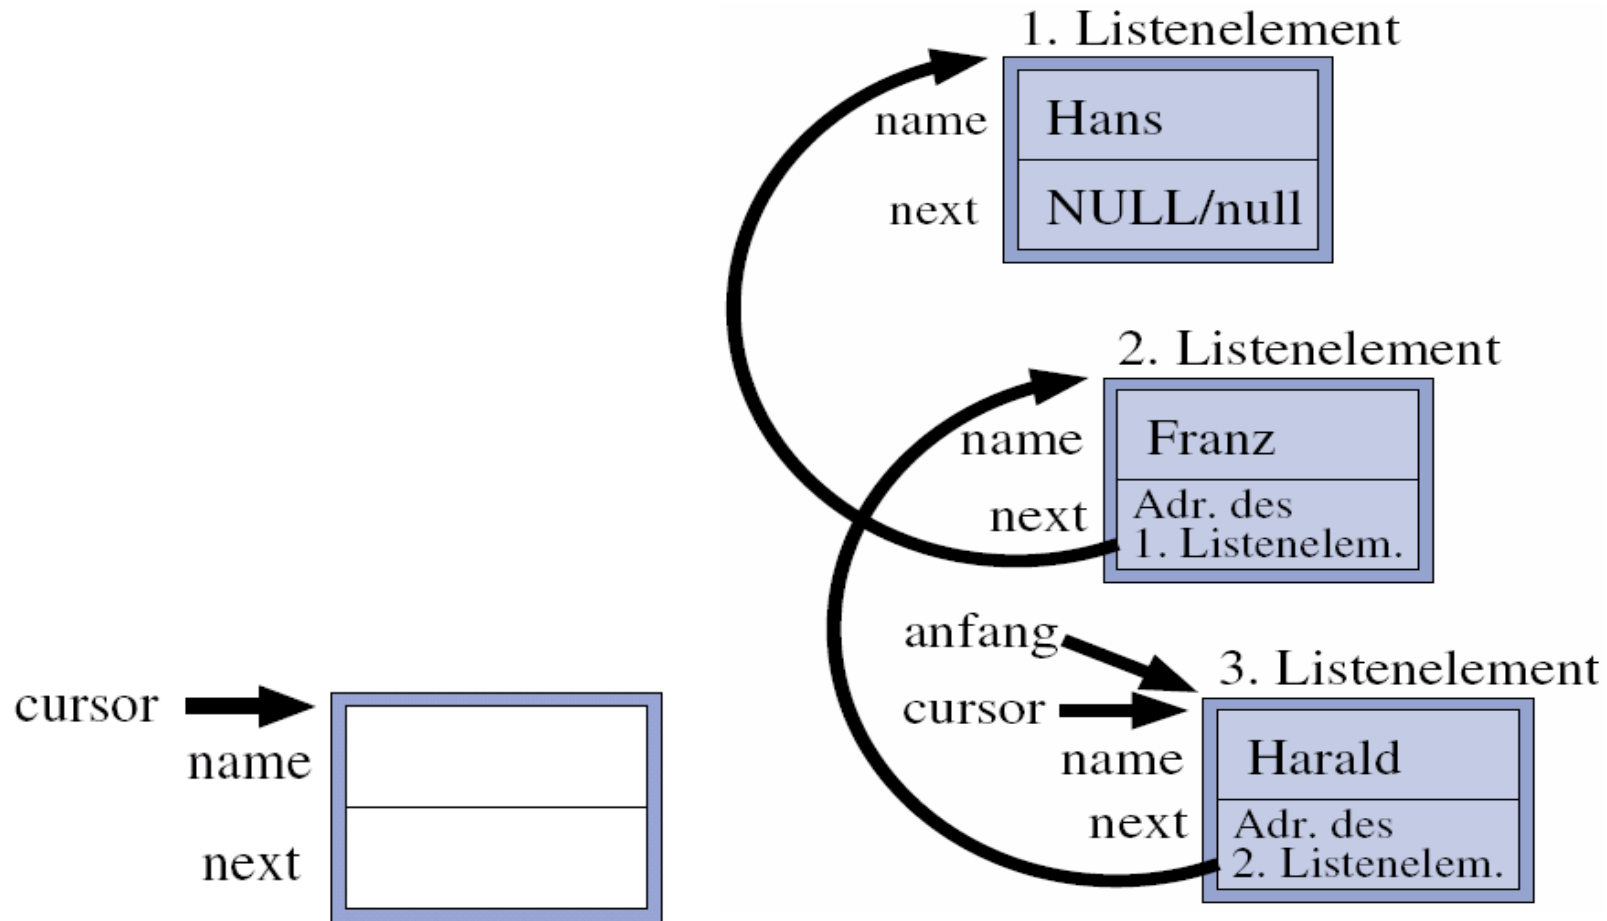 1. Listenelement
name
Hans
next
NULL/null
2. Listenelement
name
Franz
next
Adr. des
1. Listenelem.
anfang
3. Listenelement
cursor
name
Harald
next
Adr. des
2. Listenelem.
cursor
name
next